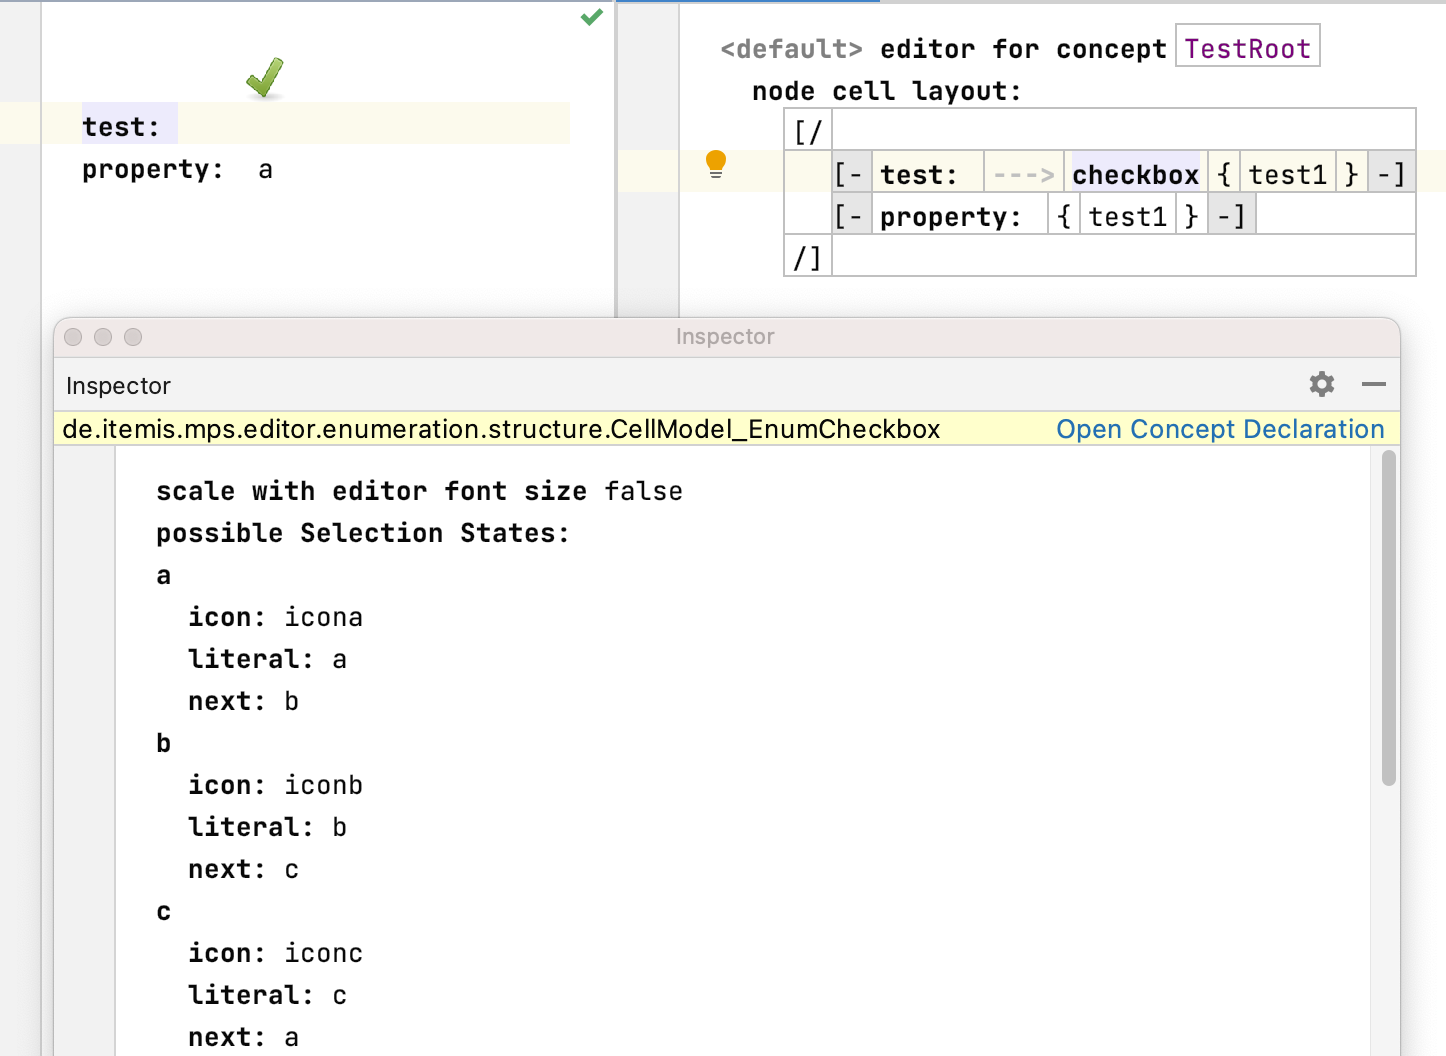 test:
property: a
<default> editor for concept TestRoot
node cell layout:
[/
[- test: ---> checkbox { test1 } -]
[- property: { test1 } -]
/]
Inspector
Inspector
de.itemis.mps.editor.enumeration.structure.CellModel_EnumCheckbox Open Concept Declaration
scale with editor font size false
possible Selection States:
a
icon: icona
literal: a
next: b
b
icon: iconb
literal: b
next: c
c
icon: iconc
literal: c
next: a